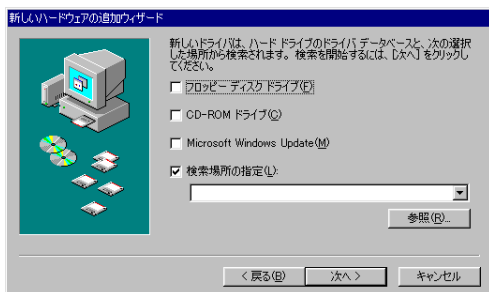 新しいハードウェアの追加ウィザード
新しいドライバは、ハード ドライブのドライバ データベースと、次の選択
した場所から検索されます。検索を開始するには、[次へ] をクリックし
てください。
フロッピー ディスク ドライブ(F)
CD-ROM ドライブ(C)
Microsoft Windows Update(M)
検索場所の指定(L):
参照(R)...
< 戻る(B)
次へ >
キャンセル